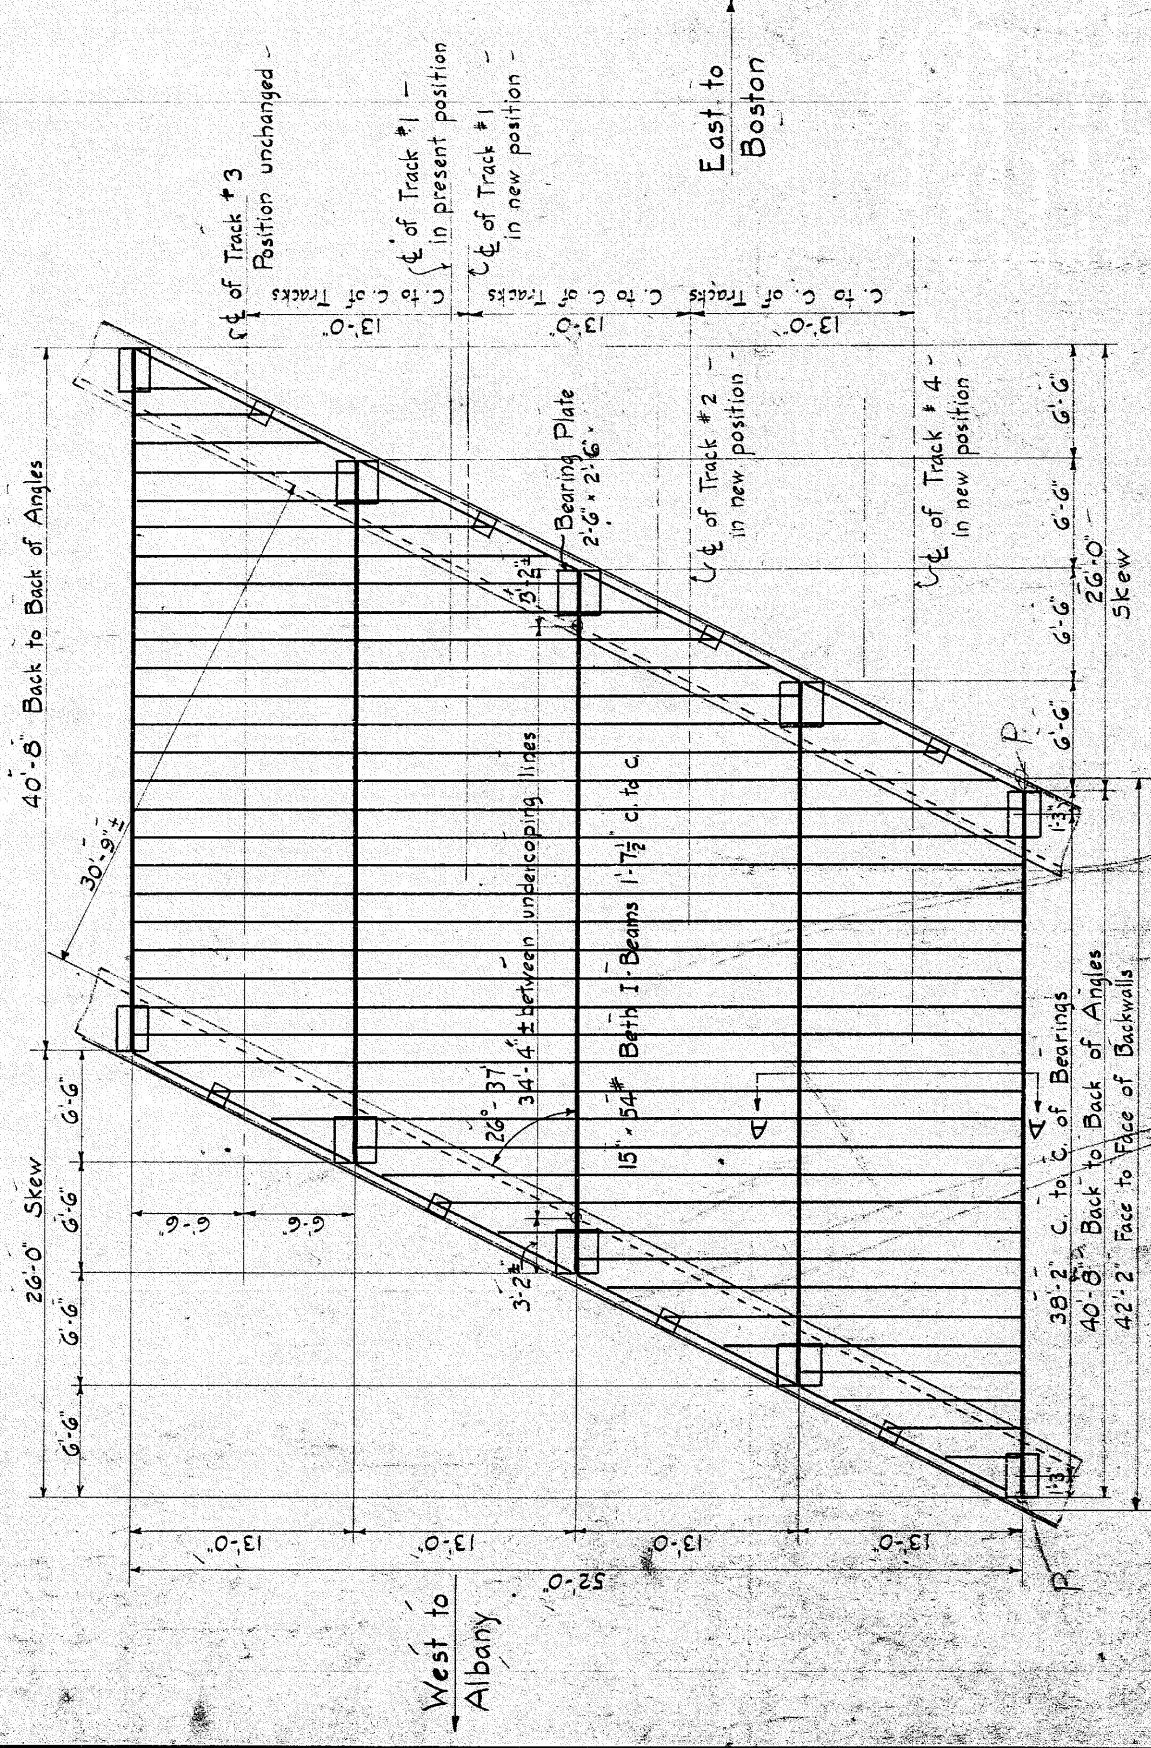 26'-0" Skew
40'-8" Back to Back of Angles
6'-6"
6'-6"
6'-6"
6'-6"
30'-9"±
6'-6"
6'-6"
℄ of Track #3
Position unchanged -
℄ of Track #1 -
in present position
℄ of Track #1 -
in new position -
13'-0"
C. to C. of Tracks
13'-0"
C. to C. of Tracks
13'-0"
C. to C. of Tracks
East to
Boston
3'-2"±
34'-4"± between undercoping lines
3'-2"±
Bearing Plate
2'-6" × 2'-6"
26°-37'
15" × 54# Beth I-Beams 1'-7½" c. to c.
℄ of Track #2 -
in new position -
℄ of Track #4 -
in new position
A
A
13'-0"
13'-0"
13'-0"
13'-0"
52'-0"
West to
Albany
1'-3"
38'-2" C. to C. of Bearings
1'-3"
40'-8" Back to Back of Angles
42'-2" Face to Face of Backwalls
6'-6"
6'-6"
6'-6"
6'-6"
26'-0"
Skew
P.
P